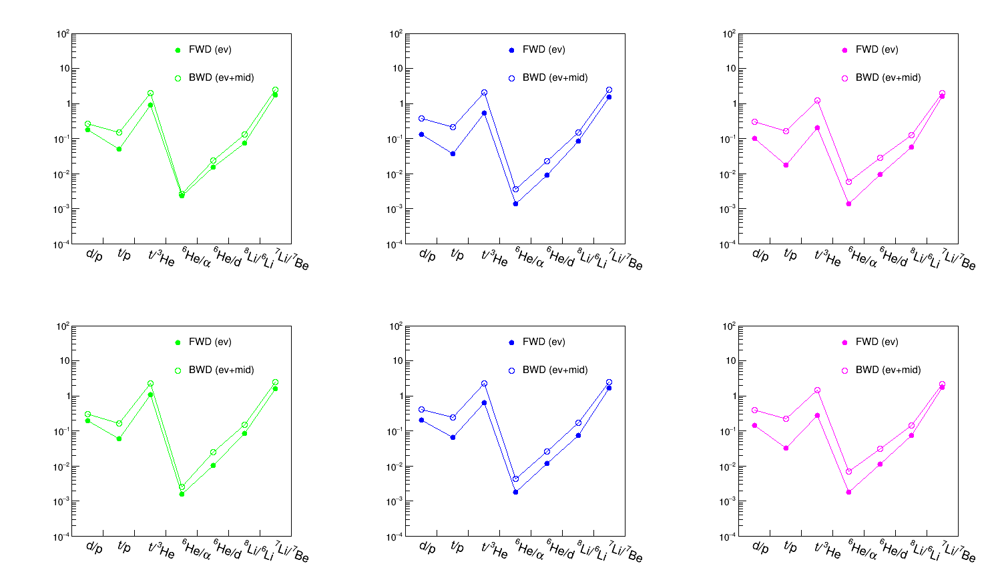 10² 10² 10²
FWD (ev) FWD (ev) FWD (ev)
10 10 10
BWD (ev+mid) BWD (ev+mid) BWD (ev+mid)
1 1 1
10⁻¹ 10⁻¹ 10⁻¹
10⁻² 10⁻² 10⁻²
10⁻³ 10⁻³ 10⁻³
10⁻⁴ 10⁻⁴ 10⁻⁴
d/p t/p t/³He ⁶He/α ⁶He/d ⁸Li/⁶Li ⁷Li/⁷Be d/p t/p t/³He ⁶He/α ⁶He/d ⁸Li/⁶Li ⁷Li/⁷Be d/p t/p t/³He ⁶He/α ⁶He/d ⁸Li/⁶Li ⁷Li/⁷Be
10² 10² 10²
FWD (ev) FWD (ev) FWD (ev)
10 10 10
BWD (ev+mid) BWD (ev+mid) BWD (ev+mid)
1 1 1
10⁻¹ 10⁻¹ 10⁻¹
10⁻² 10⁻² 10⁻²
10⁻³ 10⁻³ 10⁻³
10⁻⁴ 10⁻⁴ 10⁻⁴
d/p t/p t/³He ⁶He/α ⁶He/d ⁸Li/⁶Li ⁷Li/⁷Be d/p t/p t/³He ⁶He/α ⁶He/d ⁸Li/⁶Li ⁷Li/⁷Be d/p t/p t/³He ⁶He/α ⁶He/d ⁸Li/⁶Li ⁷Li/⁷Be